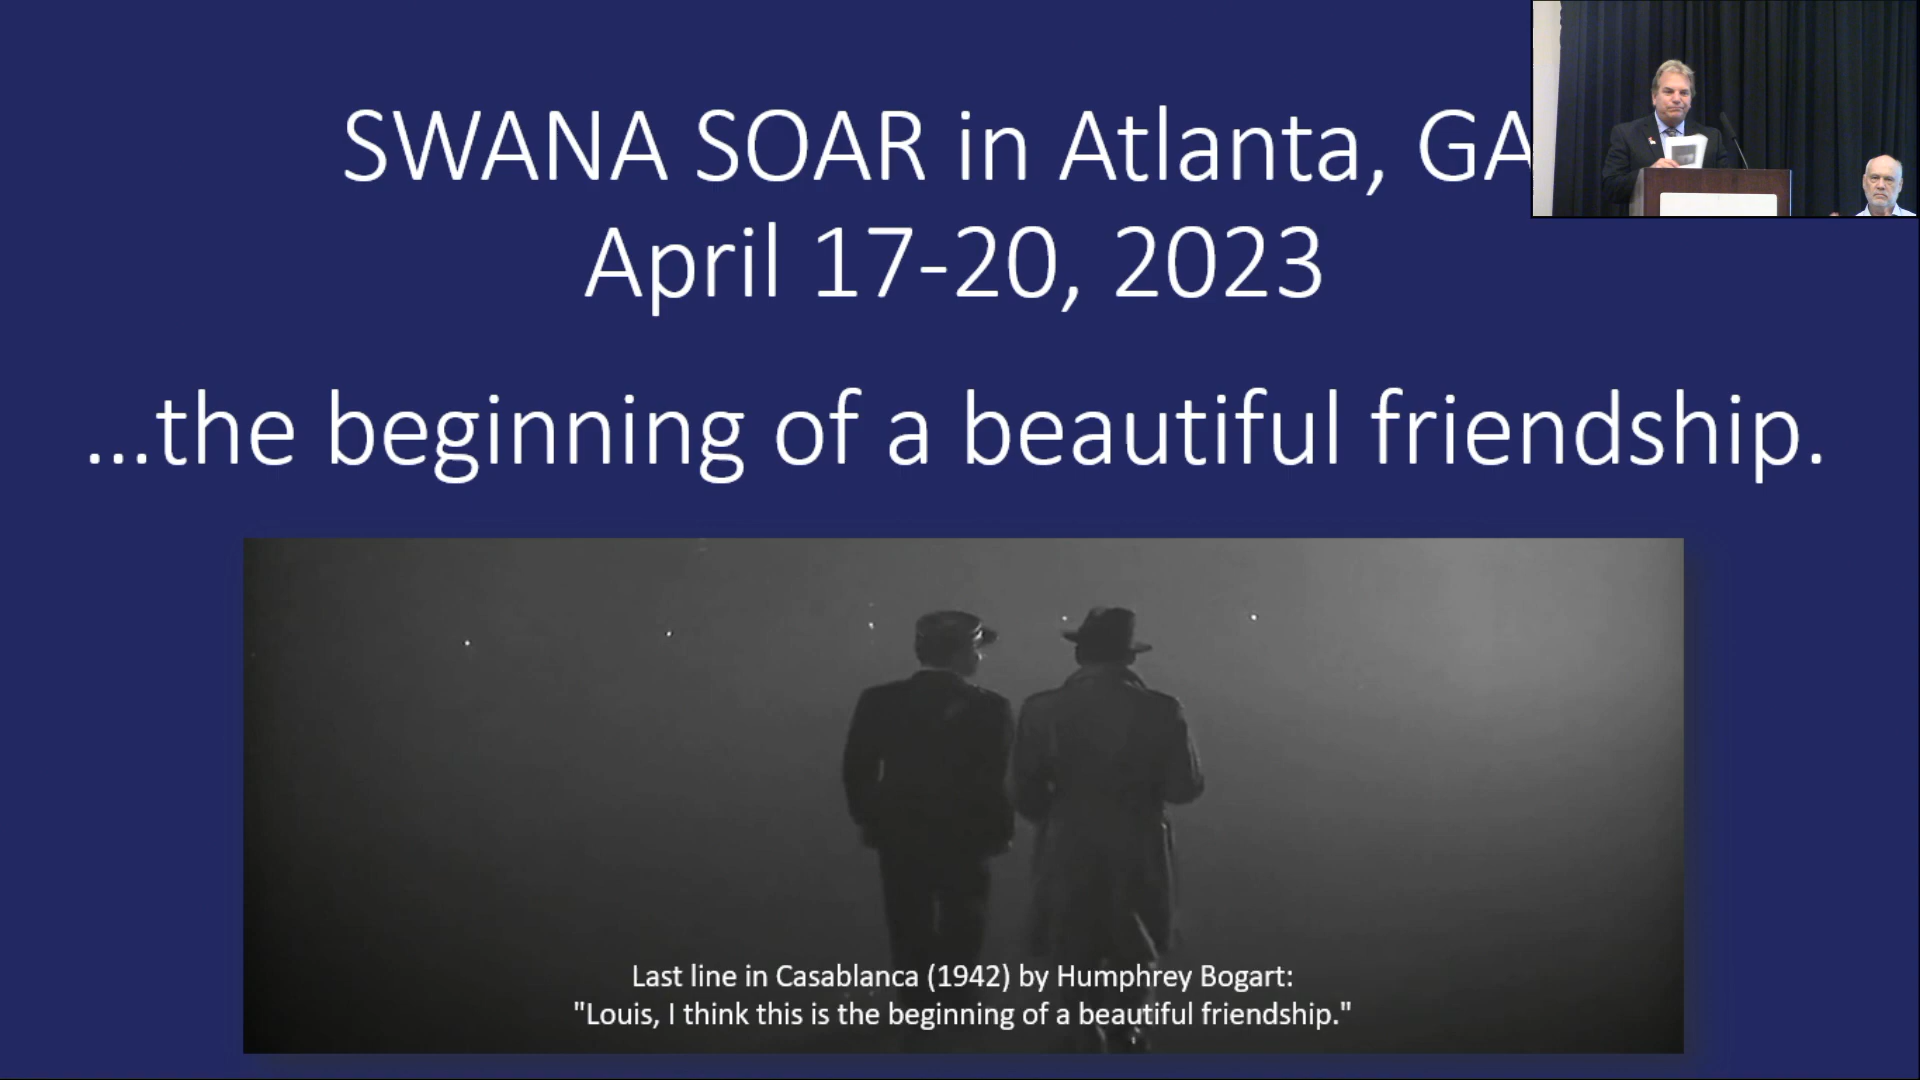 SWANA SOAR in Atlanta, GA
April 17-20, 2023
...the beginning of a beautiful friendship.
Last line in Casablanca (1942) by Humphrey Bogart:
"Louis, I think this is the beginning of a beautiful friendship."